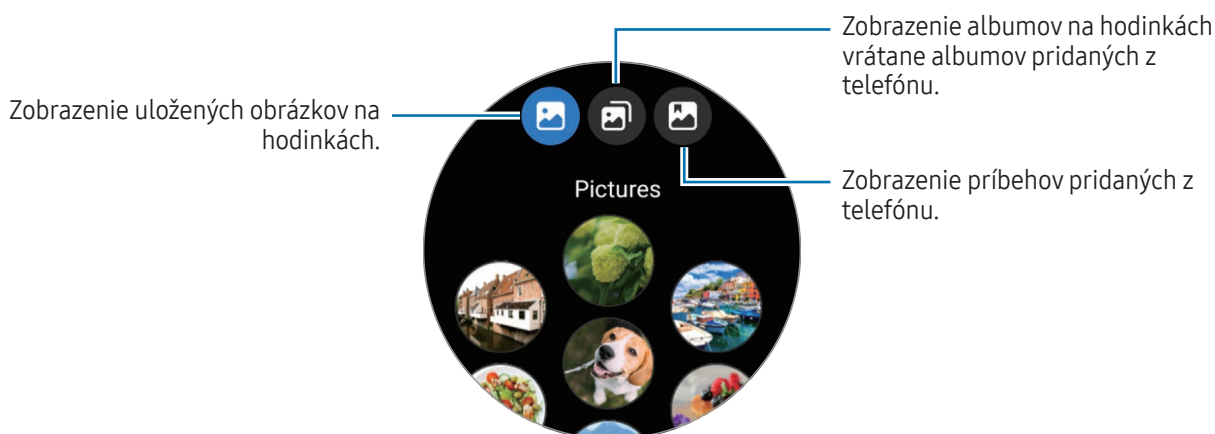 Zobrazenie albumov na hodinkách
vrátane albumov pridaných z
telefónu.
Zobrazenie uložených obrázkov na
hodinkách.
Zobrazenie príbehov pridaných z
telefónu.
Pictures